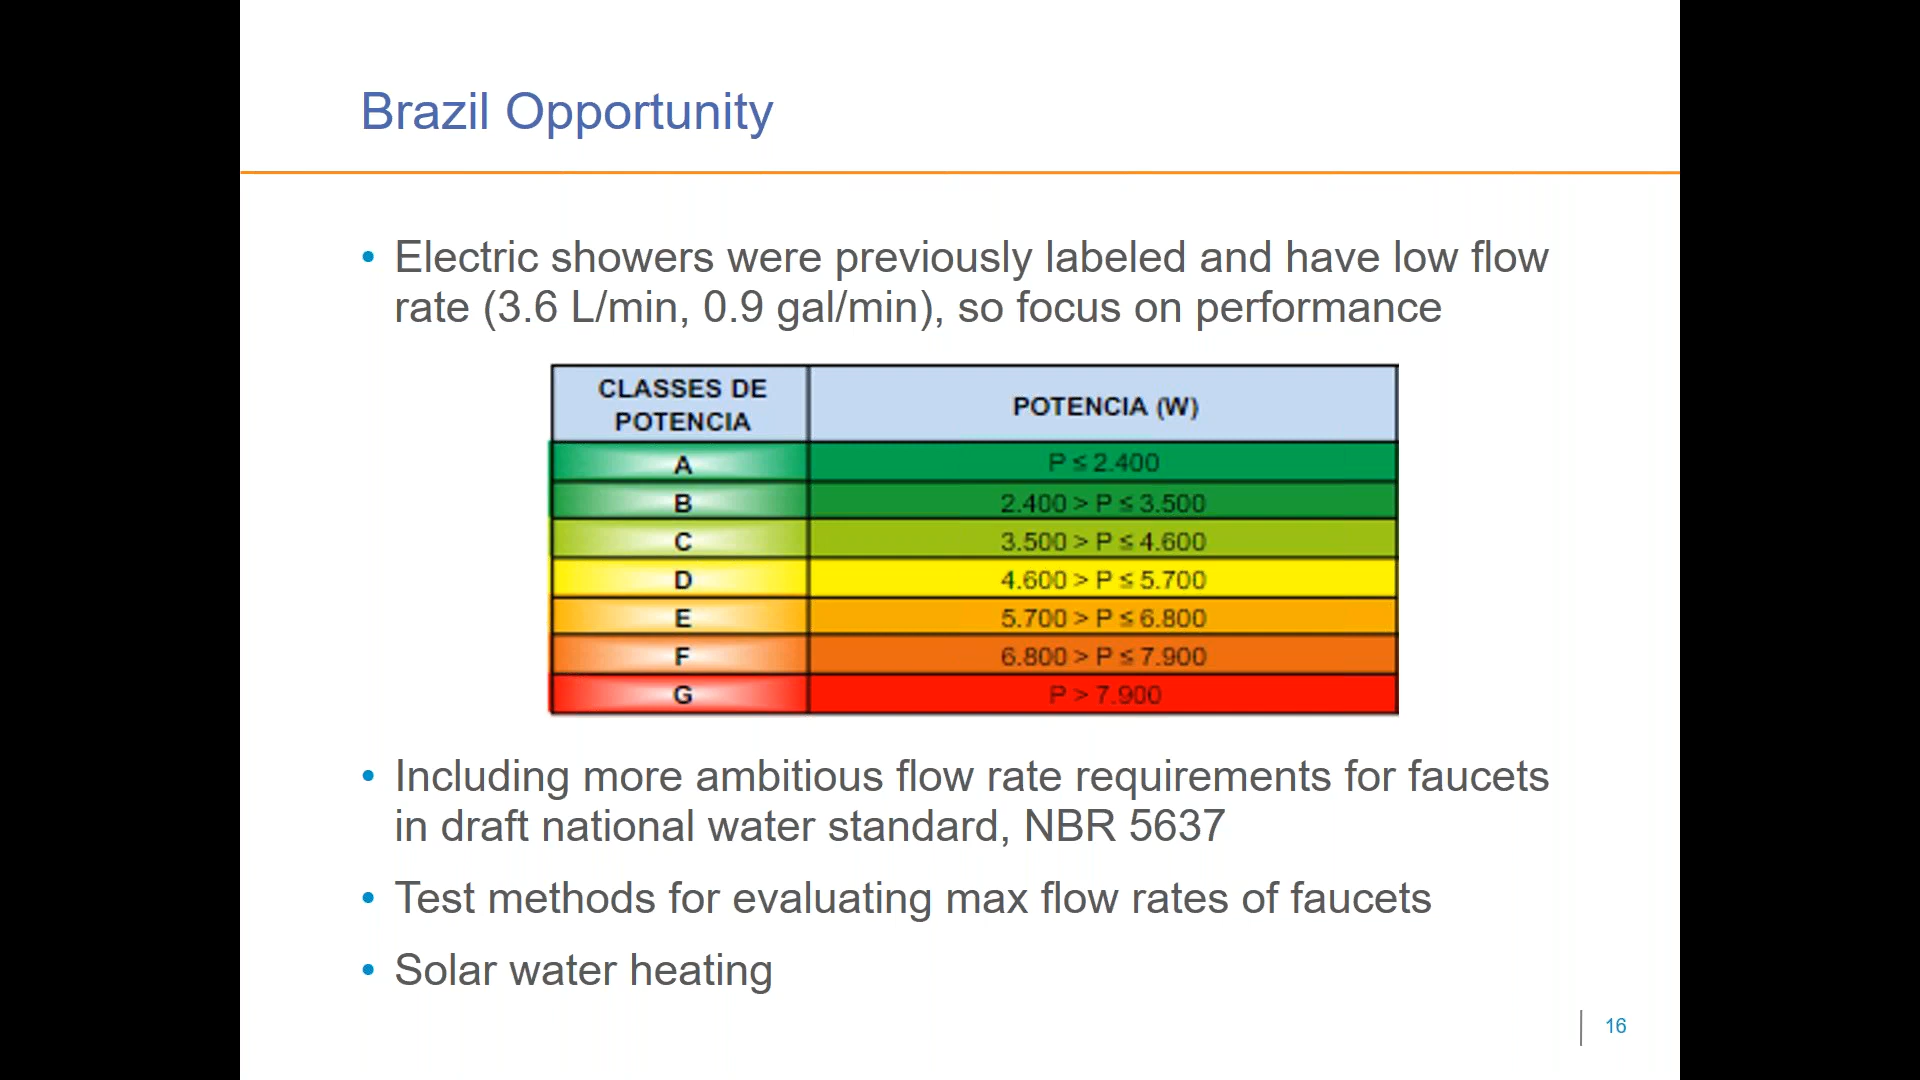 Brazil Opportunity
• Electric showers were previously labeled and have low flow
rate (3.6 L/min, 0.9 gal/min), so focus on performance
CLASSES DE
POTENCIA
POTENCIA (W)
A P ≤ 2.400
B 2.400 > P ≤ 3.500
C 3.500 > P ≤ 4.600
D 4.600 > P ≤ 5.700
E 5.700 > P ≤ 6.800
F 6.800 > P ≤ 7.900
G P > 7.900
• Including more ambitious flow rate requirements for faucets
in draft national water standard, NBR 5637
• Test methods for evaluating max flow rates of faucets
• Solar water heating
16